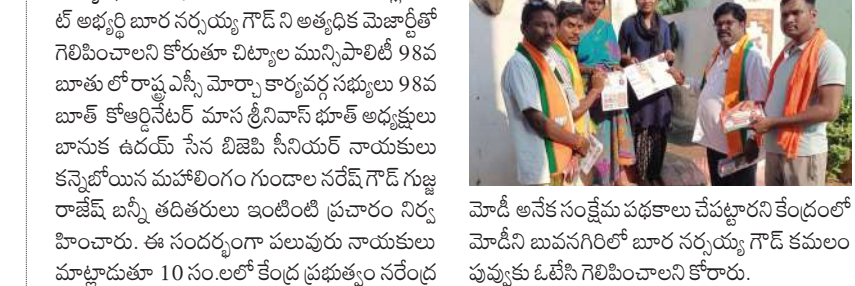 ట్ అభ్యర్థి బూర నర్సయ్య గౌడ్ ని అత్యధిక మెజార్టీతో
గెలిపించాలని కోరుతూ చిట్యాల మున్సిపాలిటీ 98వ
బూతు లో రాష్ట్ర ఎస్సీ మోర్చా కార్యవర్గ సభ్యులు 98వ
బూత్ కోఆర్డినేటర్ మాస శ్రీనివాస్ భూత్ అధ్యక్షులు
బానుక ఉదయ్ సేన బిజెపి సీనియర్ నాయకులు
కన్నెబోయిన మహాలింగం గుండాల నరేష్ గౌడ్ గుజ్జ
రాజేష్ బన్నీ తదితరులు ఇంటింటి ప్రచారం నిర్వ
హించారు. ఈ సందర్భంగా పలువురు నాయకులు
మాట్లాడుతూ 10 సం.లలో కేంద్ర ప్రభుత్వం నరేంద్ర
మోడీ అనేక సంక్షేమ పథకాలు చేపట్టారని కేంద్రంలో
మోడీని బువనగిరిలో బూర నర్సయ్య గౌడ్ కమలం
పువ్వుకు ఓటేసి గెలిపించాలని కోరారు.